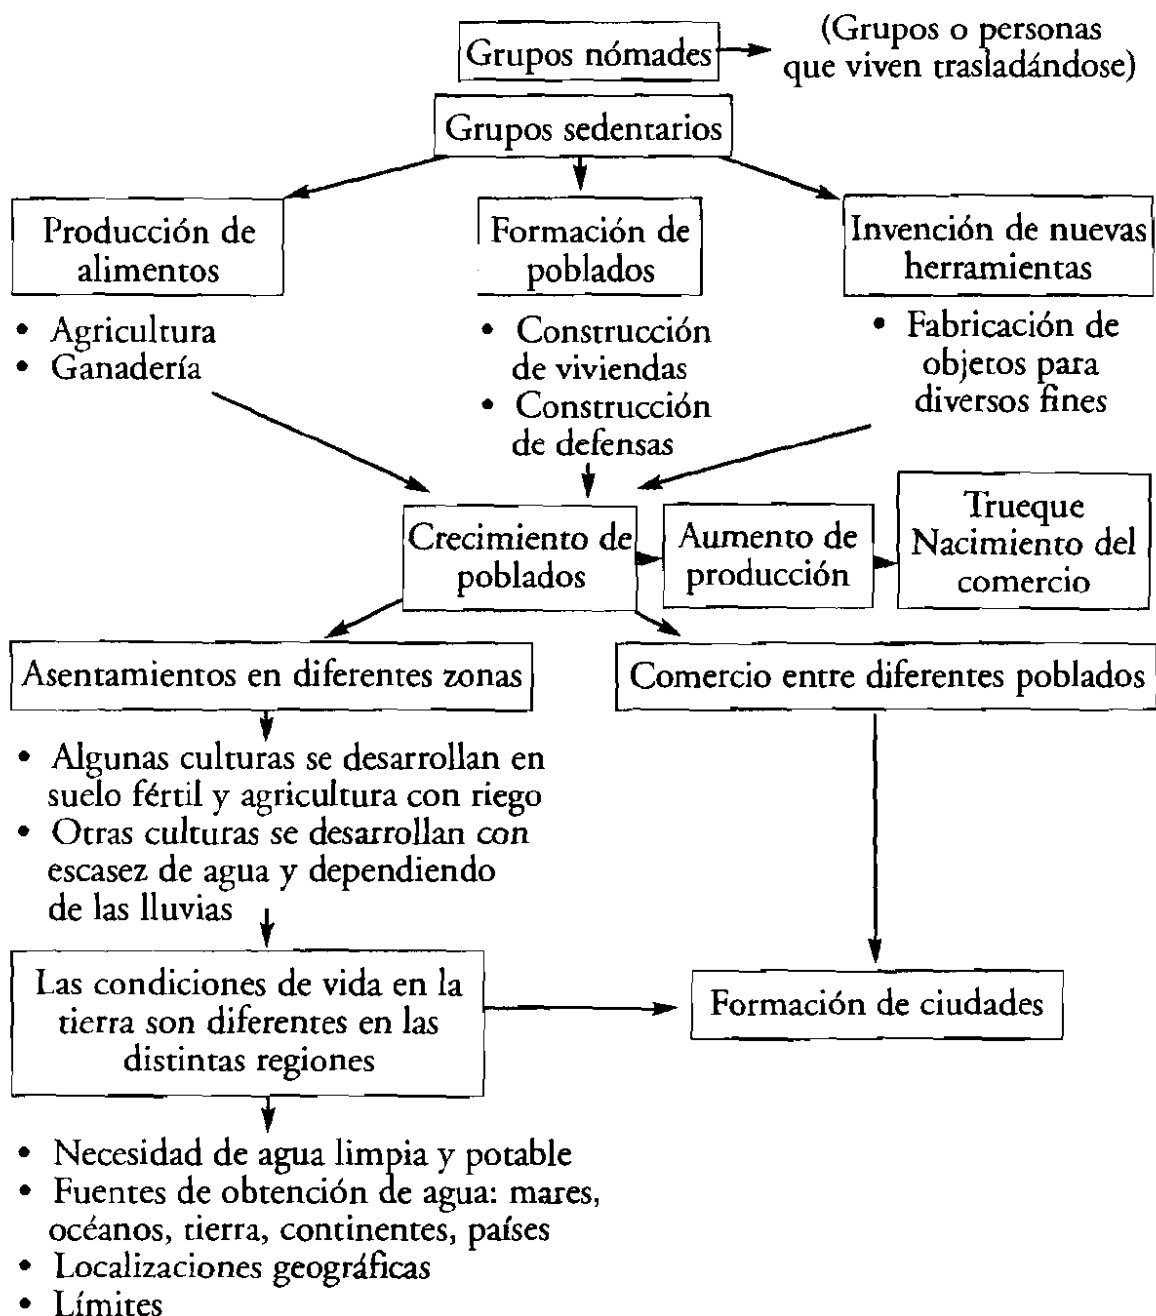 Grupos nómades
(Grupos o personas
que viven trasladándose)
Grupos sedentarios
Producción de
alimentos
Formación de
poblados
Invención de nuevas
herramientas
• Agricultura
• Ganadería
• Construcción
de viviendas
• Construcción
de defensas
• Fabricación de
objetos para
diversos fines
Crecimiento de
poblados
Aumento de
producción
Trueque
Nacimiento del
comercio
Asentamientos en diferentes zonas
Comercio entre diferentes poblados
• Algunas culturas se desarrollan en
suelo fértil y agricultura con riego
• Otras culturas se desarrollan con
escasez de agua y dependiendo
de las lluvias
Las condiciones de vida en la
tierra son diferentes en las
distintas regiones
Formación de ciudades
• Necesidad de agua limpia y potable
• Fuentes de obtención de agua: mares,
océanos, tierra, continentes, países
• Localizaciones geográficas
• Límites